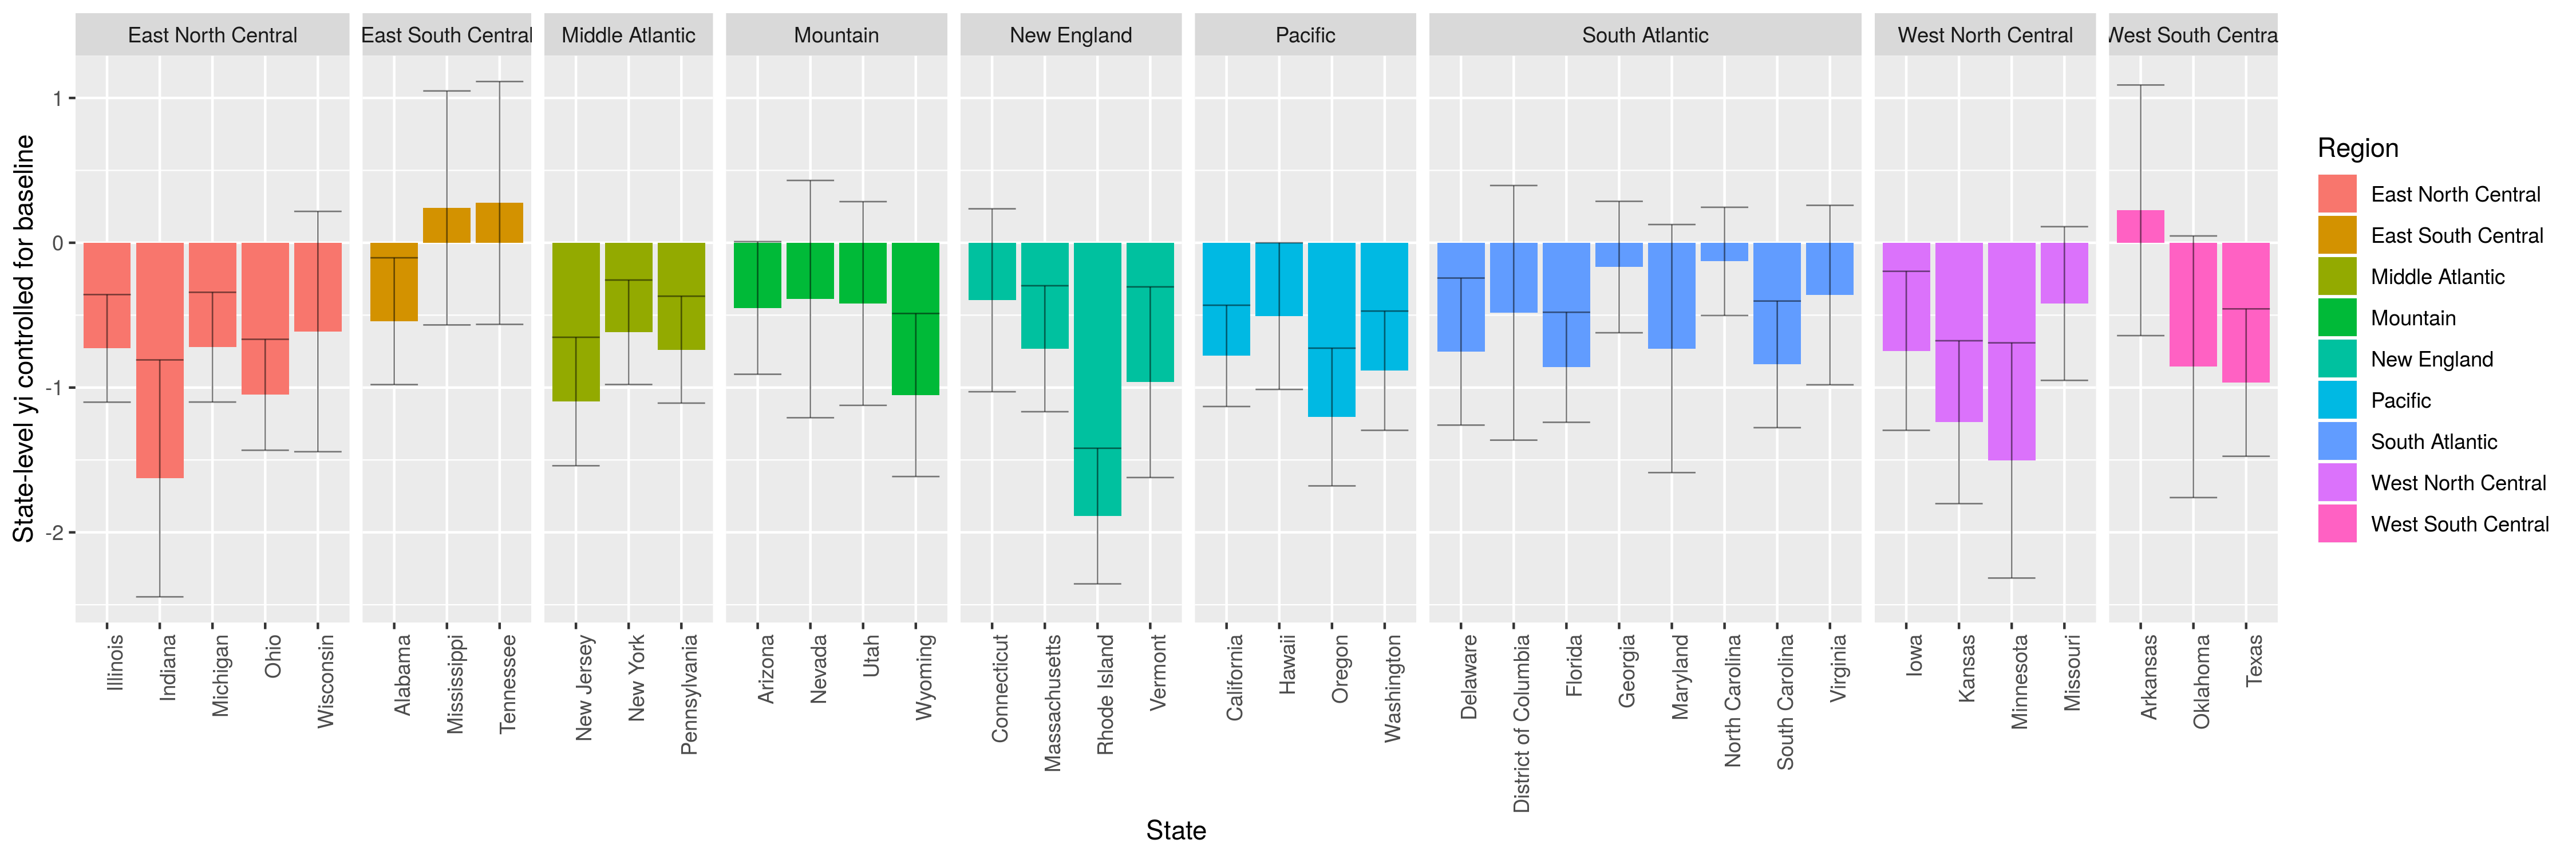 East North Central
East South Central
Middle Atlantic
Mountain
New England
Pacific
South Atlantic
West North Central
West South Centra
State-level yi controlled for baseline
1
0
-1
-2
Illinois
Indiana
Michigan
Ohio
Wisconsin
Alabama
Mississippi
Tennessee
New Jersey
New York
Pennsylvania
Arizona
Nevada
Utah
Wyoming
Connecticut
Massachusetts
Rhode Island
Vermont
California
Hawaii
Oregon
Washington
Delaware
District of Columbia
Florida
Georgia
Maryland
North Carolina
South Carolina
Virginia
Iowa
Kansas
Minnesota
Missouri
Arkansas
Oklahoma
Texas
State
Region
East North Central
East South Central
Middle Atlantic
Mountain
New England
Pacific
South Atlantic
West North Central
West South Central